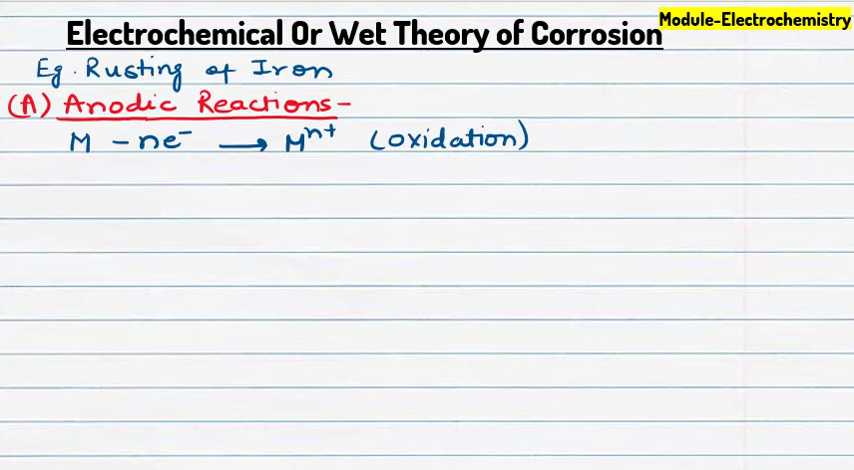 Module-Electrochemistry
Electrochemical Or Wet Theory of Corrosion
Eg. Rusting of Iron
(A) Anodic Reactions-
M - ne⁻ → Mⁿ⁺ (oxidation)